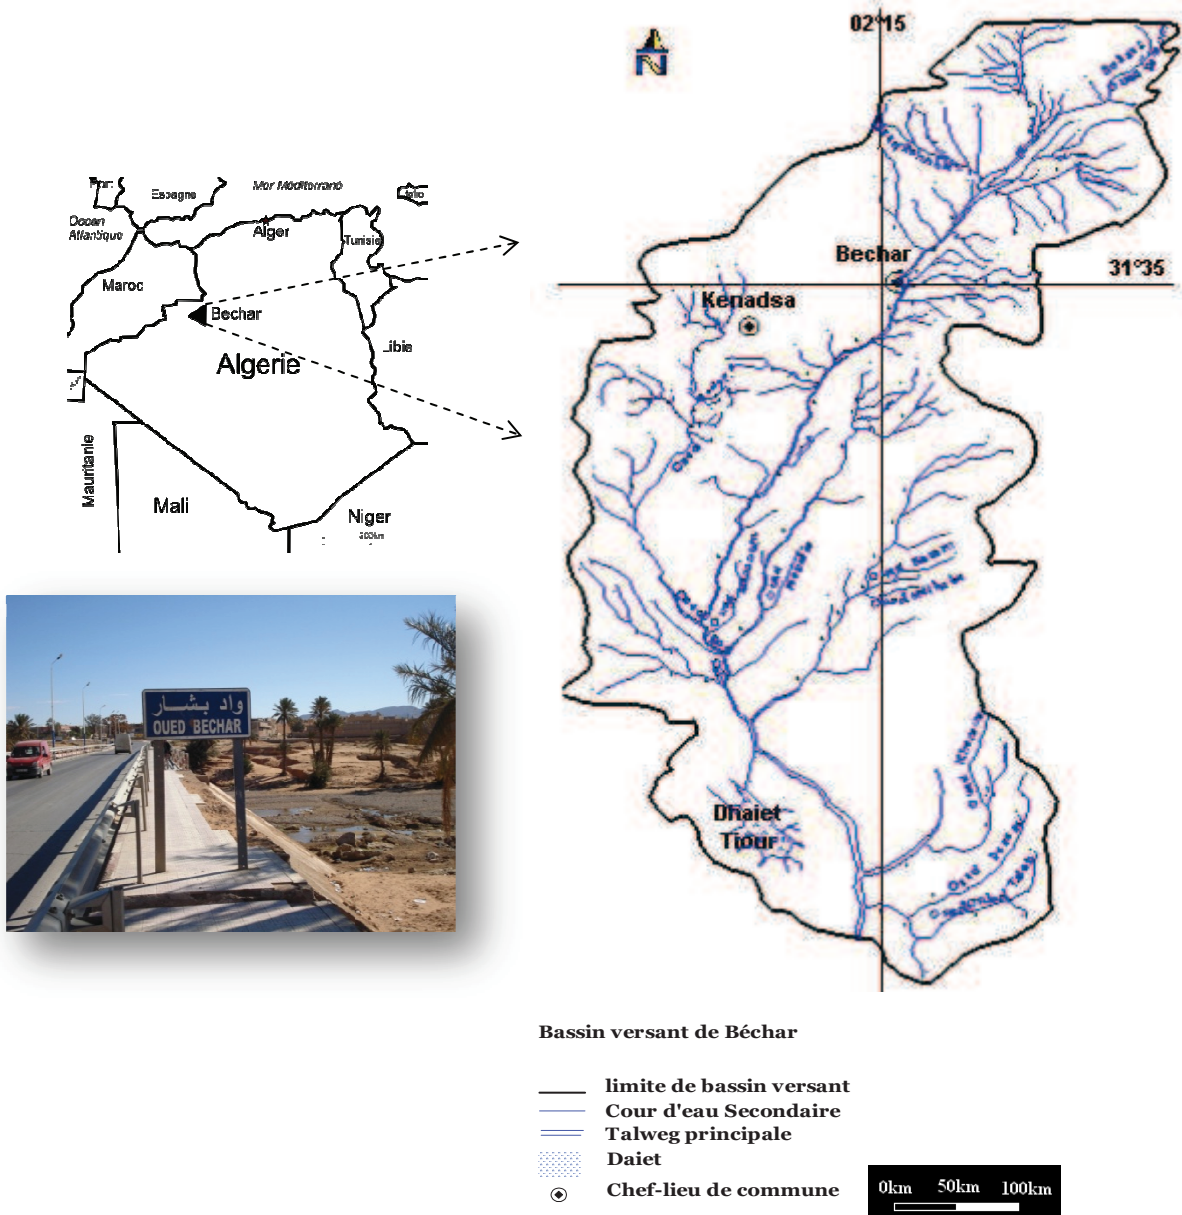 02°15
N
Espagne
Mer Méditerrané
Ocean
Atlantique
Alger
Tunisie
Maroc
Bechar
Algerie
Libie
Mauritanie
Mali
Niger
200km
Bechar
31°35
Kenadsa
Dhaiet
Tiour
واد بشار
OUED BECHAR
Bassin versant de Béchar
limite de bassin versant
Cour d'eau Secondaire
Talweg principale
Daiet
Chef-lieu de commune
0km 50km 100km